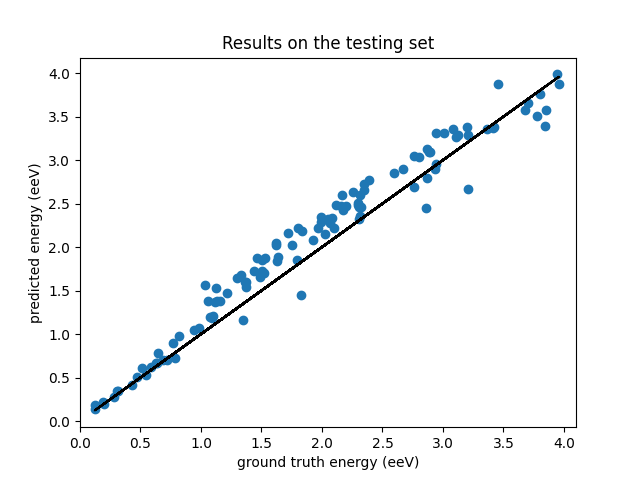 Results on the testing set
4.0
3.5
3.0
2.5
2.0
1.5
1.0
0.5
0.0
predicted energy (eeV)
0.0 0.5 1.0 1.5 2.0 2.5 3.0 3.5 4.0
ground truth energy (eeV)